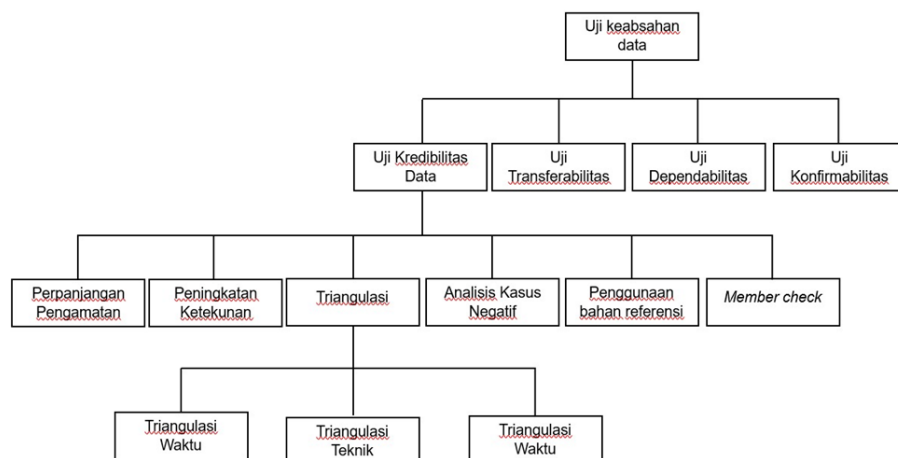 Uji keabsahan
data
Uji Kredibilitas
Data
Uji
Transferabilitas
Uji
Dependabilitas
Uji
Konfirmabilitas
Perpanjangan
Pengamatan
Peningkatan
Ketekunan
Triangulasi
Analisis Kasus
Negatif
Penggunaan
bahan referensi
Member check
Triangulasi
Waktu
Triangulasi
Teknik
Triangulasi
Waktu